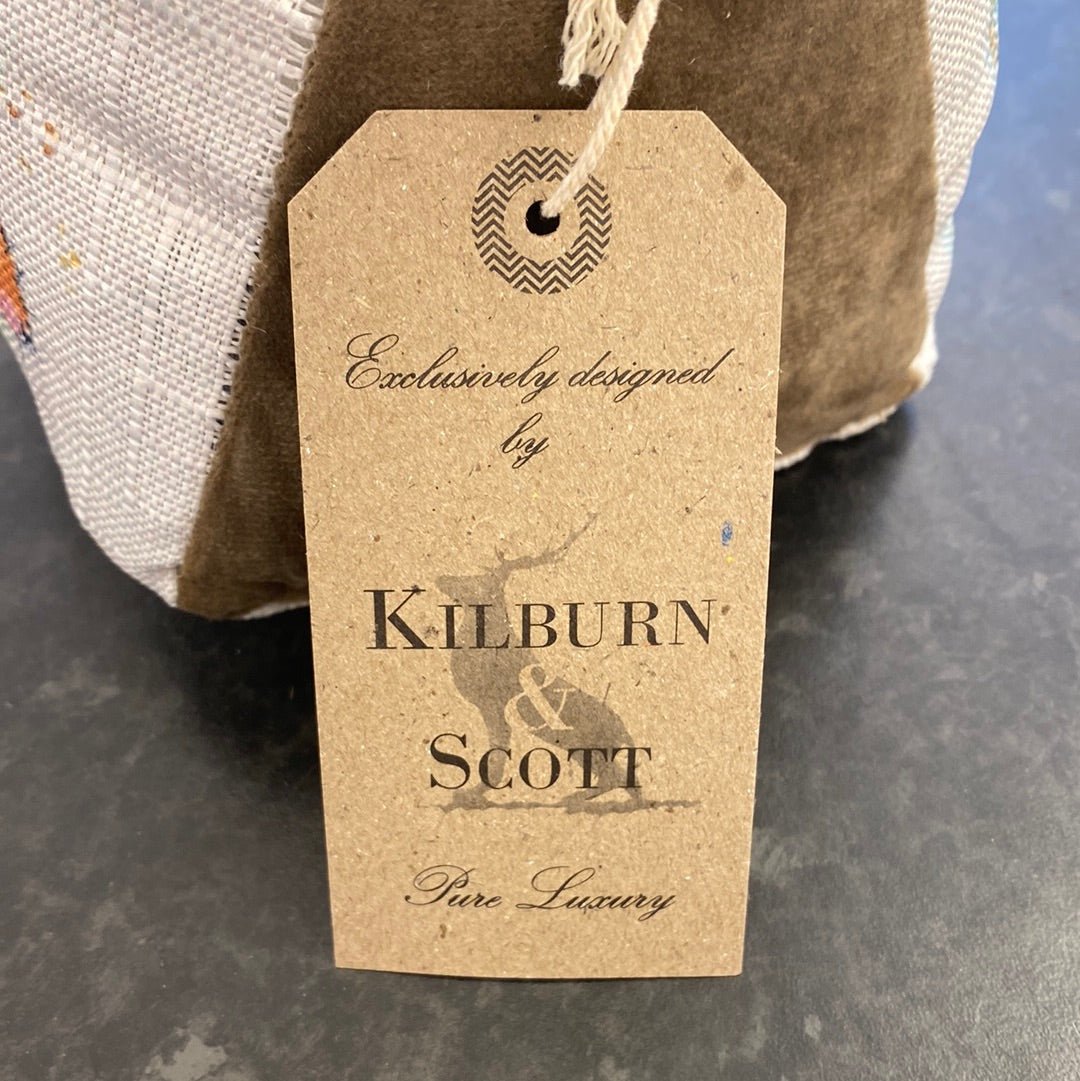 Exclusively designed
by
KILBURN
&
SCOTT
Pure Luxury